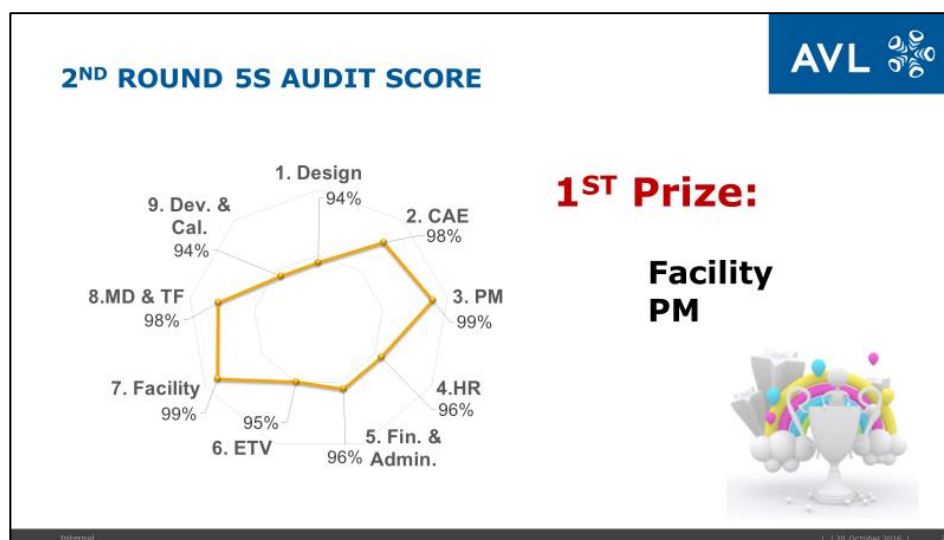 AVL
2ND ROUND 5S AUDIT SCORE
1. Design
94%
2. CAE
98%
3. PM
99%
4.HR
96%
5. Fin. &
Admin.
96%
6. ETV
95%
7. Facility
99%
8.MD & TF
98%
9. Dev. &
Cal.
94%
1ST Prize:
Facility
PM
Internal
| | 20 October 2016 |